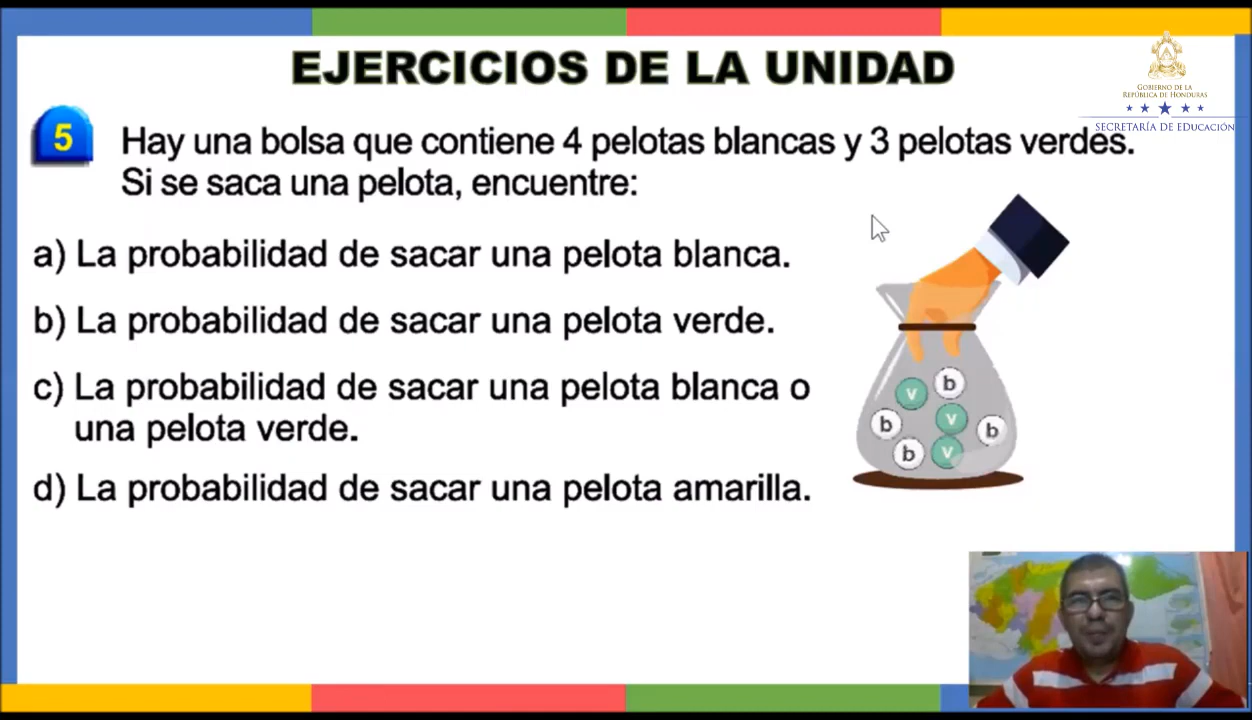 EJERCICIOS DE LA UNIDAD
GOBIERNO DE LA
REPÚBLICA DE HONDURAS
SECRETARÍA DE EDUCACIÓN
5
Hay una bolsa que contiene 4 pelotas blancas y 3 pelotas verdes.
Si se saca una pelota, encuentre:
a) La probabilidad de sacar una pelota blanca.
b) La probabilidad de sacar una pelota verde.
c) La probabilidad de sacar una pelota blanca o
una pelota verde.
d) La probabilidad de sacar una pelota amarilla.
v b
b v b
b v